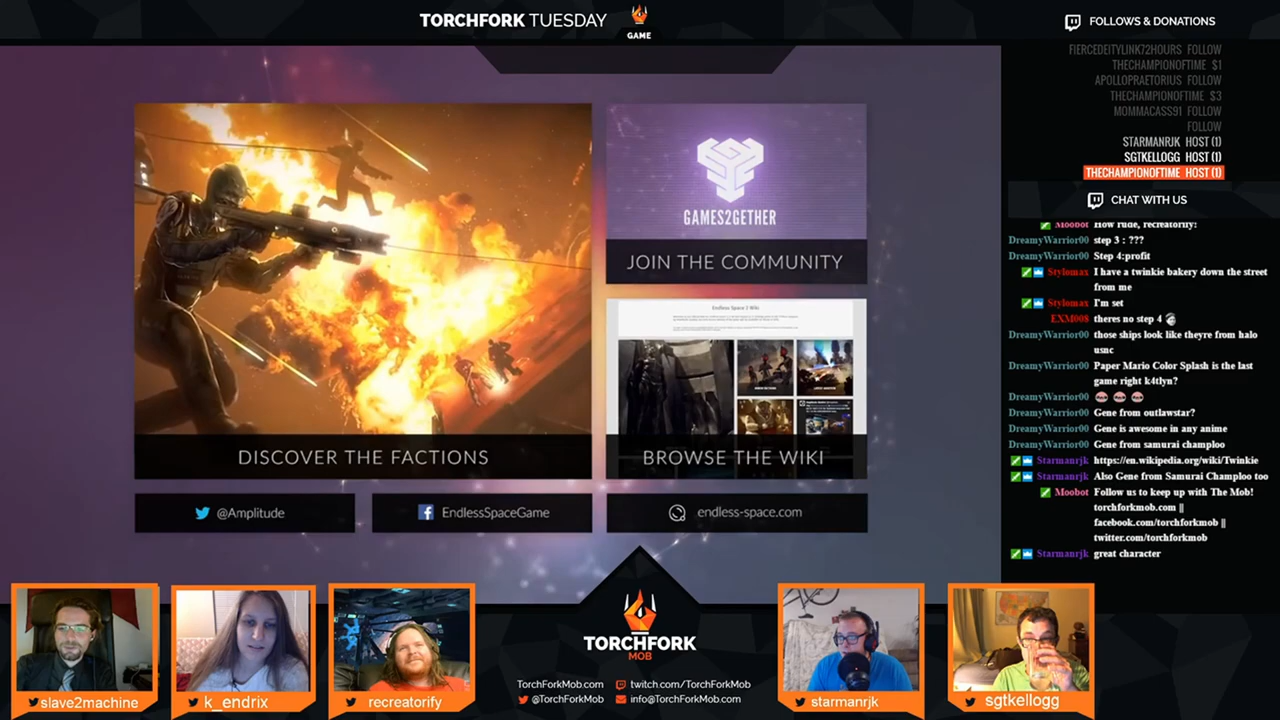 TORCHFORK TUESDAY
GAME
FOLLOWS & DONATIONS
FIERCEDEITYLINK72HOURS FOLLOW
THECHAMPIONOFTIME $1
APOLLOPRAETORIUS FOLLOW
THECHAMPIONOFTIME $3
MOMMACASS91 FOLLOW
FOLLOW
STARMANRJK HOST (1)
SGTKELLOGG HOST (1)
THECHAMPIONOFTIME HOST (1)
CHAT WITH US
Moobot How rude, recreatorify!
DreamyWarrior00 step 3 : ???
DreamyWarrior00 Step 4:profit
Stylomax I have a twinkie bakery down the street
from me
Stylomax I'm set
EXM008 theres no step 4
DreamyWarrior00 those ships look like theyre from halo
usnc
DreamyWarrior00 Paper Mario Color Splash is the last
game right k4tlyn?
DreamyWarrior00
DreamyWarrior00 Gene from outlawstar?
DreamyWarrior00 Gene is awesome in any anime
DreamyWarrior00 Gene from samurai champloo
Starmanrjk https://en.wikipedia.org/wiki/Twinkie
Starmanrjk Also Gene from Samurai Champloo too
Moobot Follow us to keep up with The Mob!
torchforkmob.com ||
facebook.com/torchforkmob ||
twitter.com/torchforkmob
Starmanrjk great character
GAMES2GETHER
JOIN THE COMMUNITY
Endless Space 2 Wiki
DISCOVER THE FACTIONS
BROWSE THE WIKI
@Amplitude
EndlessSpaceGame
endless-space.com
slave2machine
k_endrix
recreatorify
TORCHFORK
MOB
TorchForkMob.com twitch.com/TorchForkMob
@TorchForkMob info@TorchForkMob.com
starmanrjk
sgtkellogg